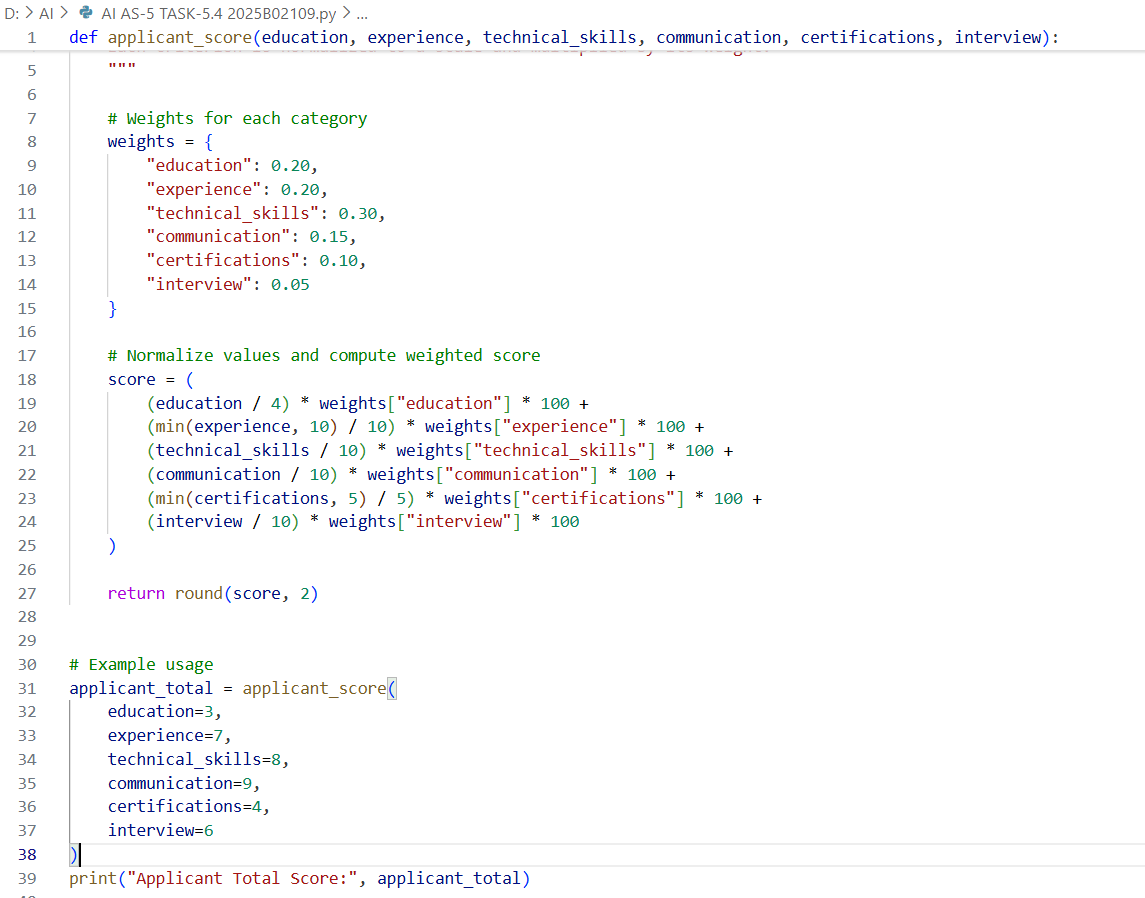 D: > AI > AI AS-5 TASK-5.4 2025B02109.py > ...
1 def applicant_score(education, experience, technical_skills, communication, certifications, interview):
5     """
6
7     # Weights for each category
8     weights = {
9         "education": 0.20,
10         "experience": 0.20,
11         "technical_skills": 0.30,
12         "communication": 0.15,
13         "certifications": 0.10,
14         "interview": 0.05
15     }
16
17     # Normalize values and compute weighted score
18     score = (
19         (education / 4) * weights["education"] * 100 +
20         (min(experience, 10) / 10) * weights["experience"] * 100 +
21         (technical_skills / 10) * weights["technical_skills"] * 100 +
22         (communication / 10) * weights["communication"] * 100 +
23         (min(certifications, 5) / 5) * weights["certifications"] * 100 +
24         (interview / 10) * weights["interview"] * 100
25     )
26
27     return round(score, 2)
28
29
30 # Example usage
31 applicant_total = applicant_score(
32     education=3,
33     experience=7,
34     technical_skills=8,
35     communication=9,
36     certifications=4,
37     interview=6
38 )
39 print("Applicant Total Score:", applicant_total)